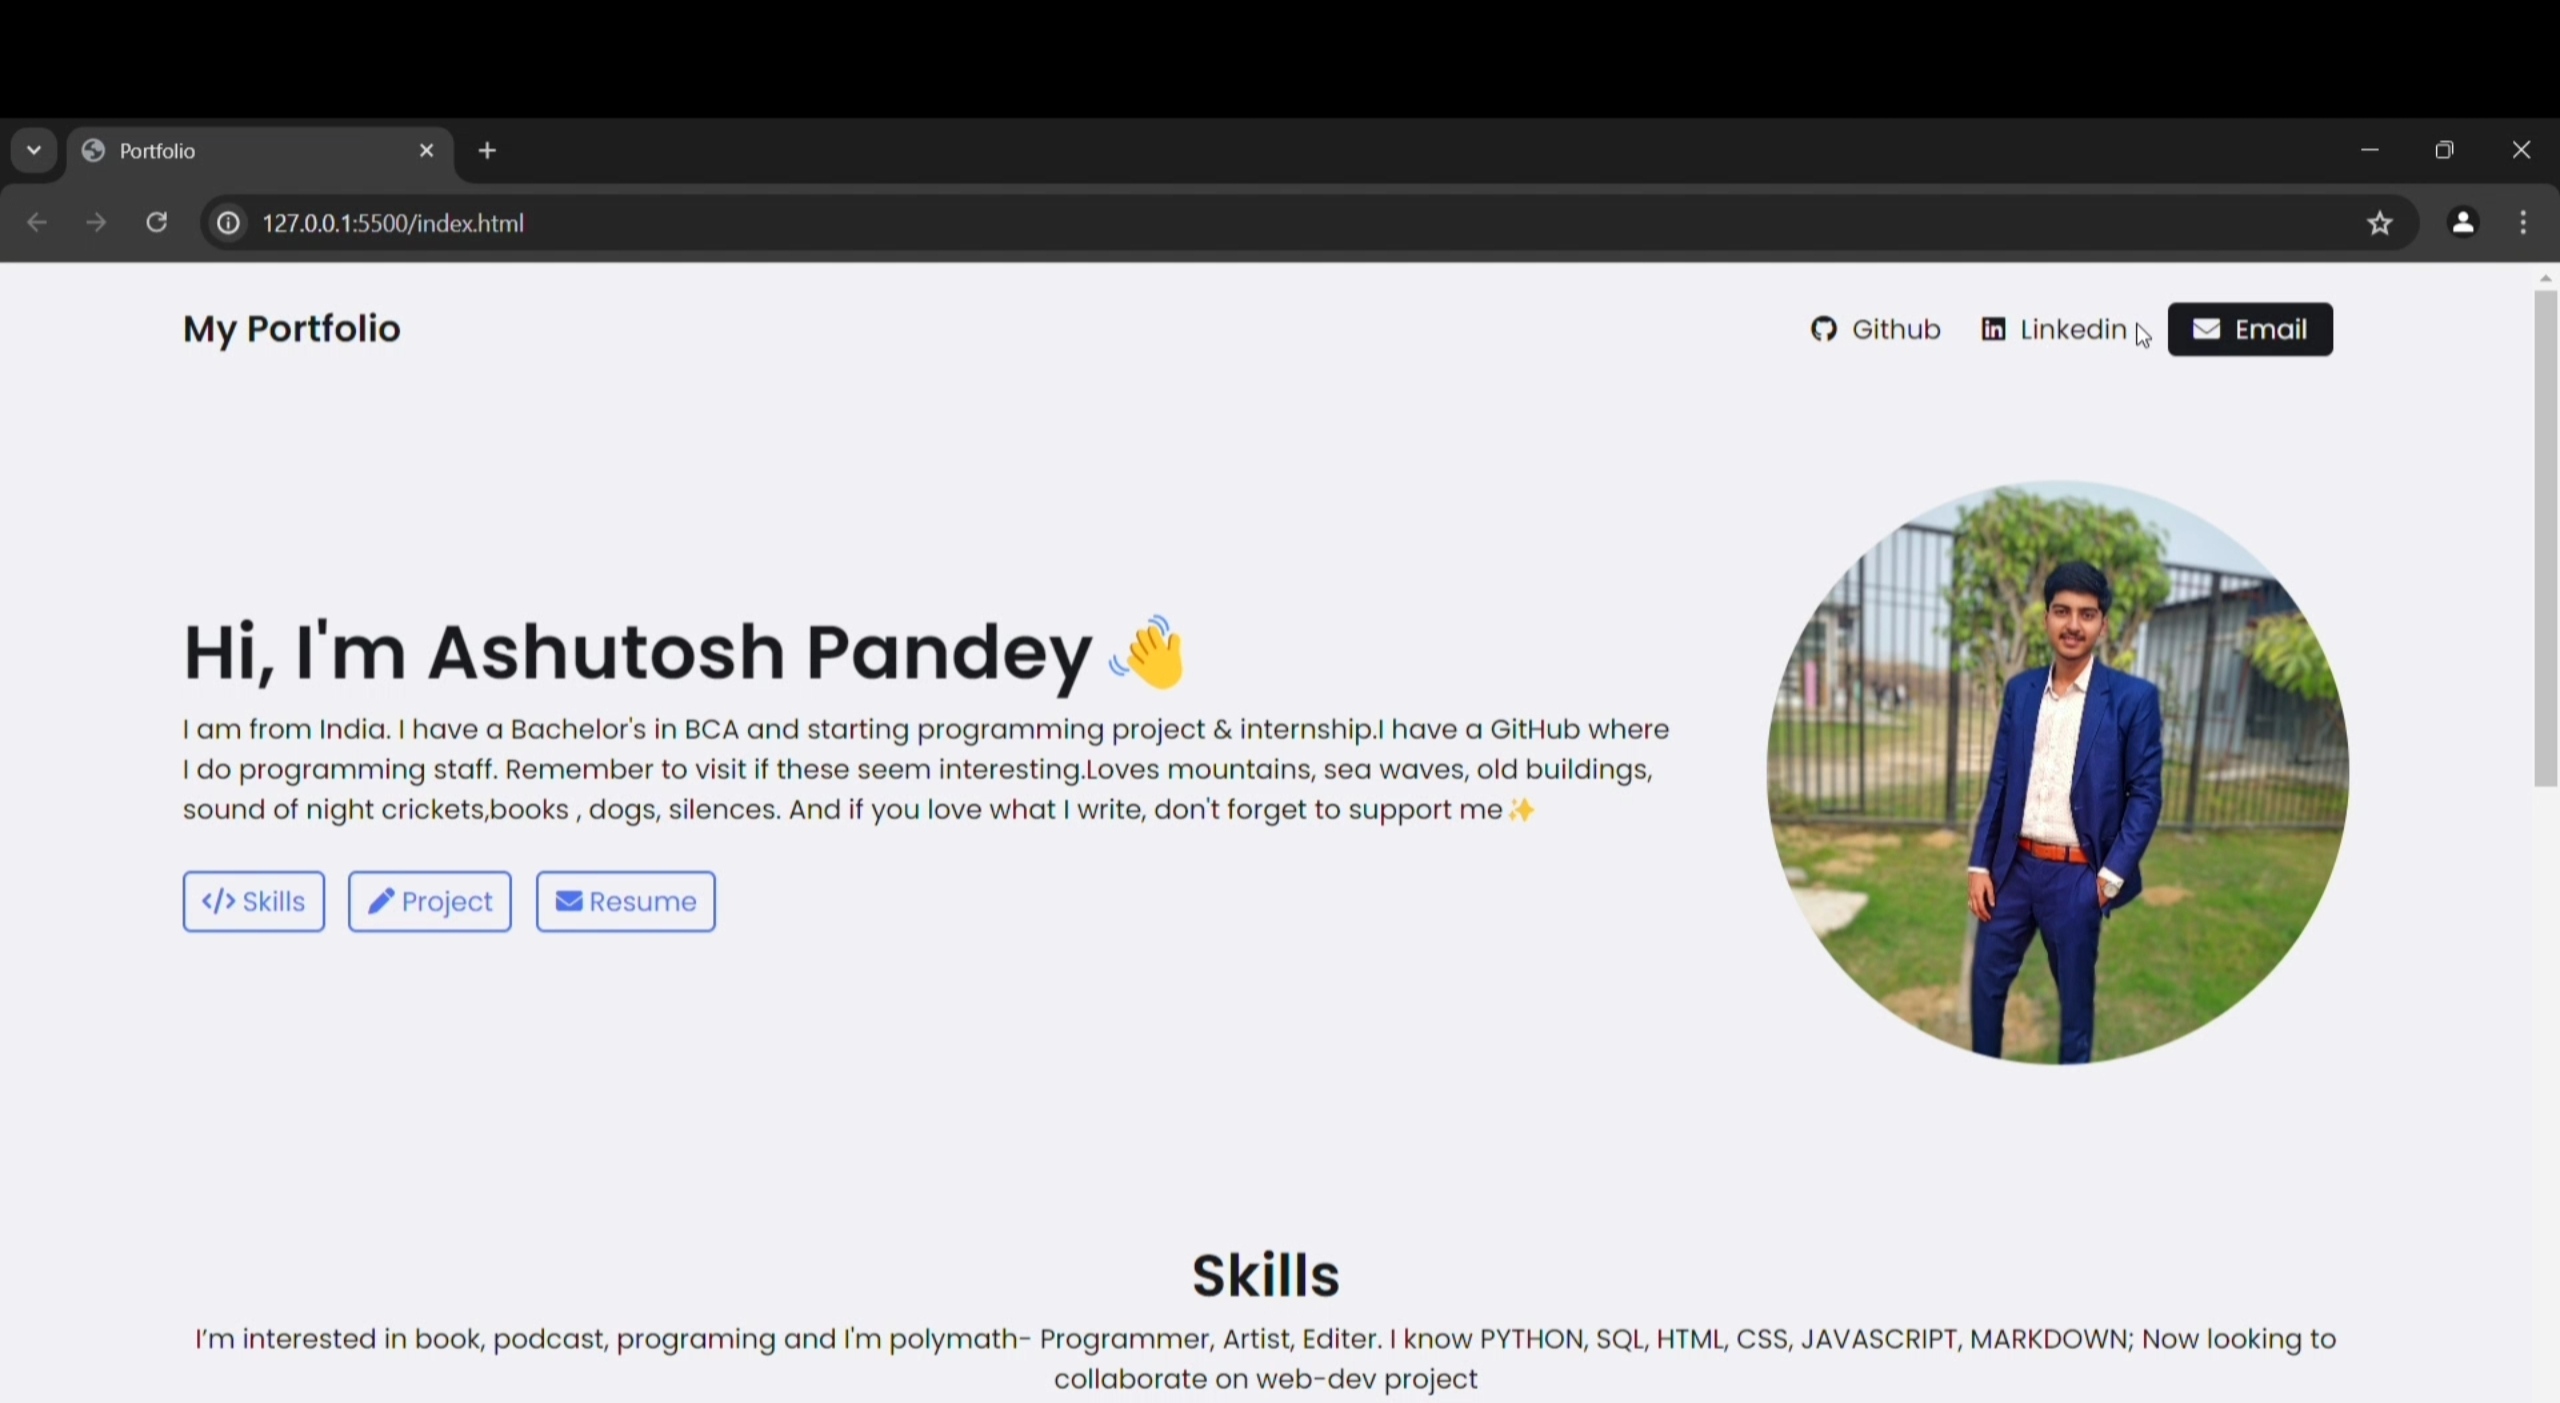 Portfolio
127.0.0.1:5500/index.html
My Portfolio
Github
Linkedin
Email
Hi, I'm Ashutosh Pandey 👋
I am from India. I have a Bachelor's in BCA and starting programming project & internship.I have a GitHub where
I do programming staff. Remember to visit if these seem interesting.Loves mountains, sea waves, old buildings,
sound of night crickets,books , dogs, silences. And if you love what I write, don't forget to support me ✨
</> Skills
Project
Resume
Skills
I'm interested in book, podcast, programing and I'm polymath- Programmer, Artist, Editer. I know PYTHON, SQL, HTML, CSS, JAVASCRIPT, MARKDOWN; Now looking to
collaborate on web-dev project